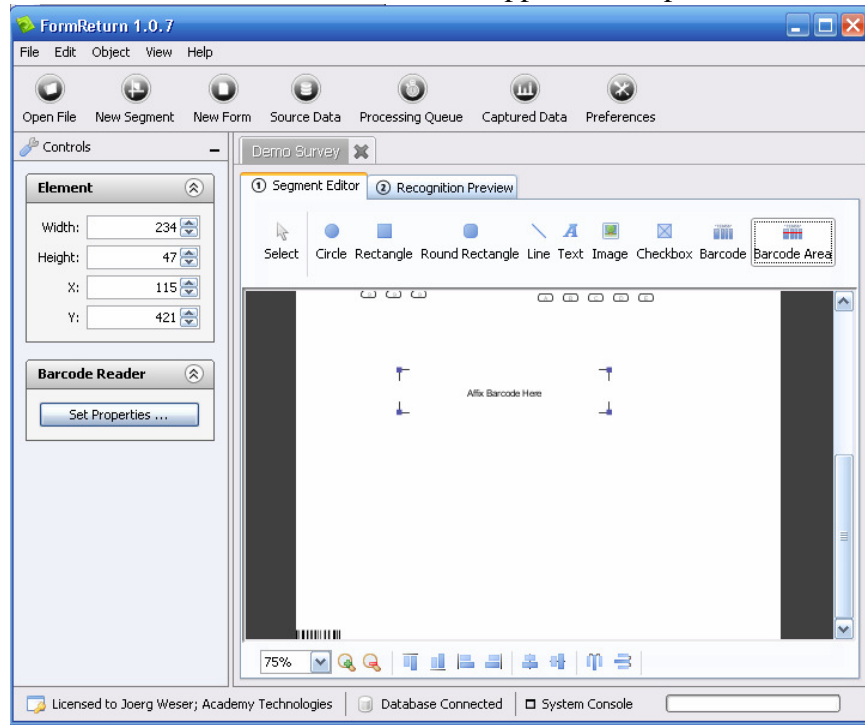 FormReturn 1.0.7
File Edit Object View Help
Open File New Segment New Form Source Data Processing Queue Captured Data Preferences
Controls
Demo Survey
Element
Width: 234
Height: 47
X: 115
Y: 421
Barcode Reader
Set Properties ...
1 Segment Editor 2 Recognition Preview
Select Circle Rectangle Round Rectangle Line Text Image Checkbox Barcode Barcode Area
Affix Barcode Here
75%
Licensed to Joerg Weser; Academy Technologies Database Connected System Console